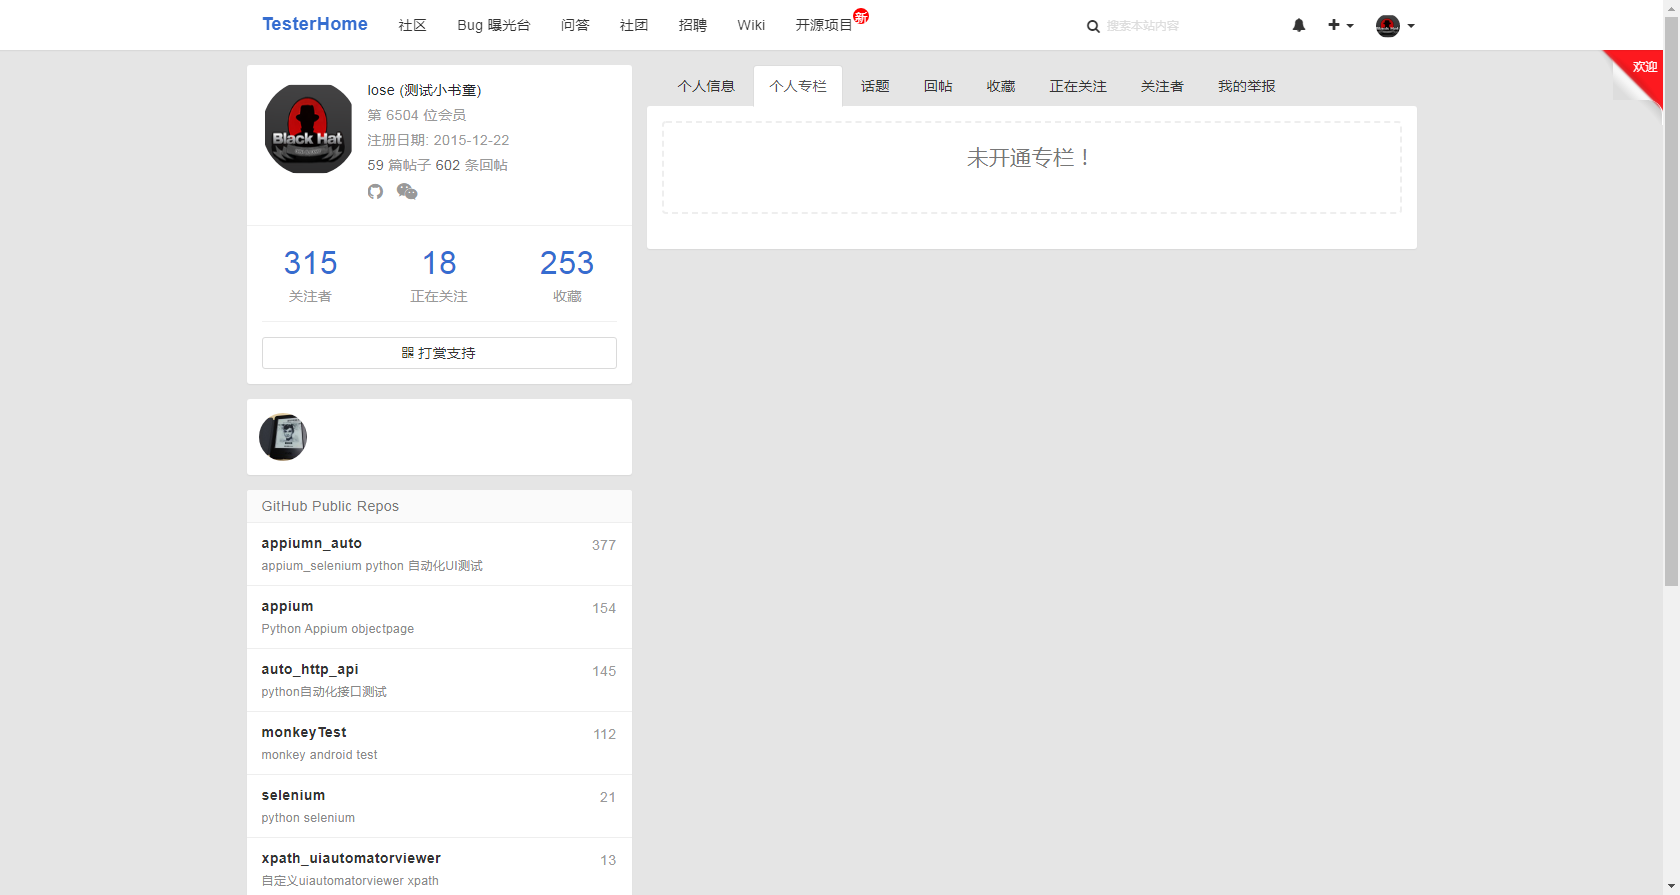 TesterHome 社区 Bug 曝光台 问答 社团 招聘 Wiki 开源项目 新 搜索本站内容
欢迎
lose (测试小书童)
第 6504 位会员
注册日期: 2015-12-22
59 篇帖子 602 条回帖
Black Hat
315 18 253
关注者 正在关注 收藏
打赏支持
个人信息 个人专栏 话题 回帖 收藏 正在关注 关注者 我的举报
未开通专栏！
GitHub Public Repos
appiumn_auto 377
appium_selenium python 自动化UI测试
appium 154
Python Appium objectpage
auto_http_api 145
python自动化接口测试
monkeyTest 112
monkey android test
selenium 21
python selenium
xpath_uiautomatorviewer 13
自定义uiautomatorviewer xpath